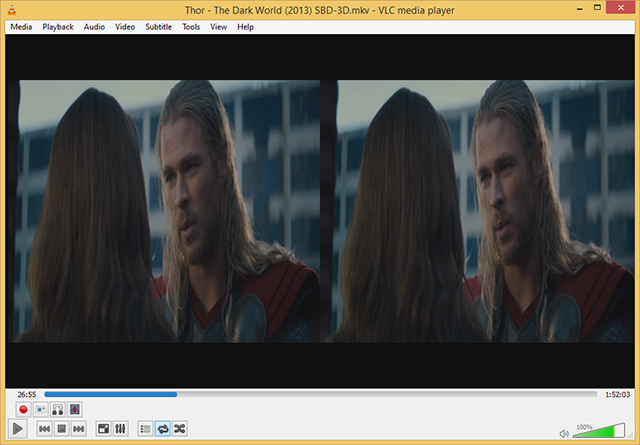 Thor - The Dark World (2013) SBD-3D.mkv - VLC media player
Media Playback Audio Video Subtitle Tools View Help
26:55 1:52:03
100%